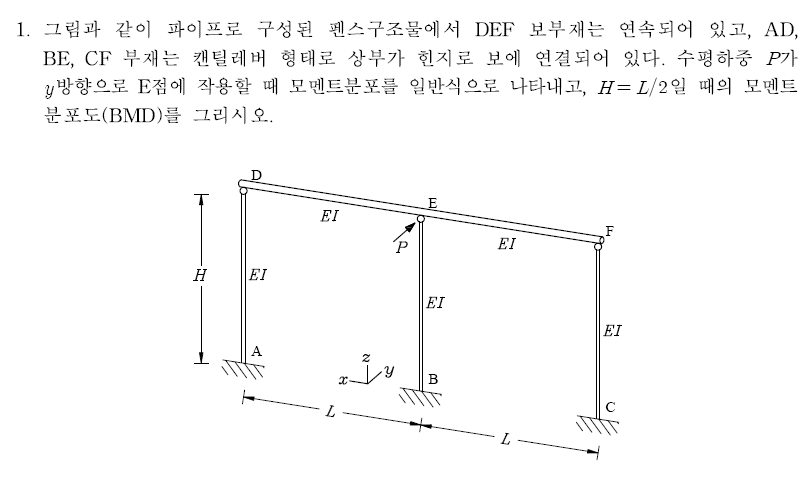 1. 그림과 같이 파이프로 구성된 펜스구조물에서 DEF 보부재는 연속되어 있고, AD,
BE, CF 부재는 캔틸레버 형태로 상부가 힌지로 보에 연결되어 있다. 수평하중 P가
y방향으로 E점에 작용할 때 모멘트분포를 일반식으로 나타내고, H= L/2일 때의 모멘트
분포도(BMD)를 그리시오.
D
E
EI
F
P
EI
H
EI
EI
EI
A
z
y
x
B
C
L
L